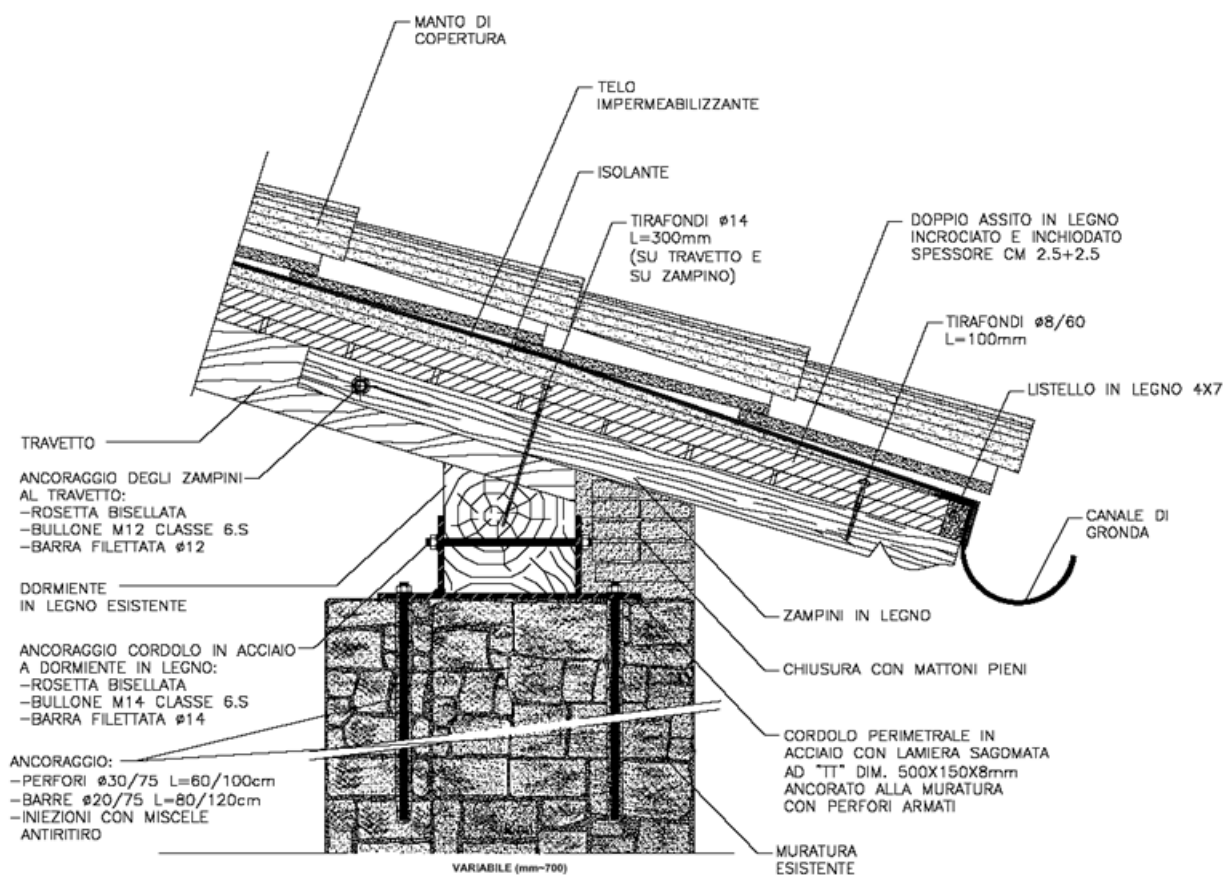 MANTO DI
COPERTURA
TELO
IMPERMEABILIZZANTE
ISOLANTE
TIRAFONDI ø14
L=300mm
(SU TRAVETTO E
SU ZAMPINO)
DOPPIO ASSITO IN LEGNO
INCROCIATO E INCHIODATO
SPESSORE CM 2.5+2.5
TIRAFONDI ø8/60
L=100mm
LISTELLO IN LEGNO 4X7
TRAVETTO
ANCORAGGIO DEGLI ZAMPINI
AL TRAVETTO:
-ROSETTA BISELLATA
-BULLONE M12 CLASSE 6.S
-BARRA FILETTATA ø12
DORMIENTE
IN LEGNO ESISTENTE
ANCORAGGIO CORDOLO IN ACCIAIO
A DORMIENTE IN LEGNO:
-ROSETTA BISELLATA
-BULLONE M14 CLASSE 6.S
-BARRA FILETTATA ø14
ANCORAGGIO:
-PERFORI ø30/75 L=60/100cm
-BARRE ø20/75 L=80/120cm
-INIEZIONI CON MISCELE
ANTIRITIRO
CANALE DI
GRONDA
ZAMPINI IN LEGNO
CHIUSURA CON MATTONI PIENI
CORDOLO PERIMETRALE IN
ACCIAIO CON LAMIERA SAGOMATA
AD "TT" DIM. 500X150X8mm
ANCORATO ALLA MURATURA
CON PERFORI ARMATI
MURATURA
ESISTENTE
VARIABILE (mm~700)